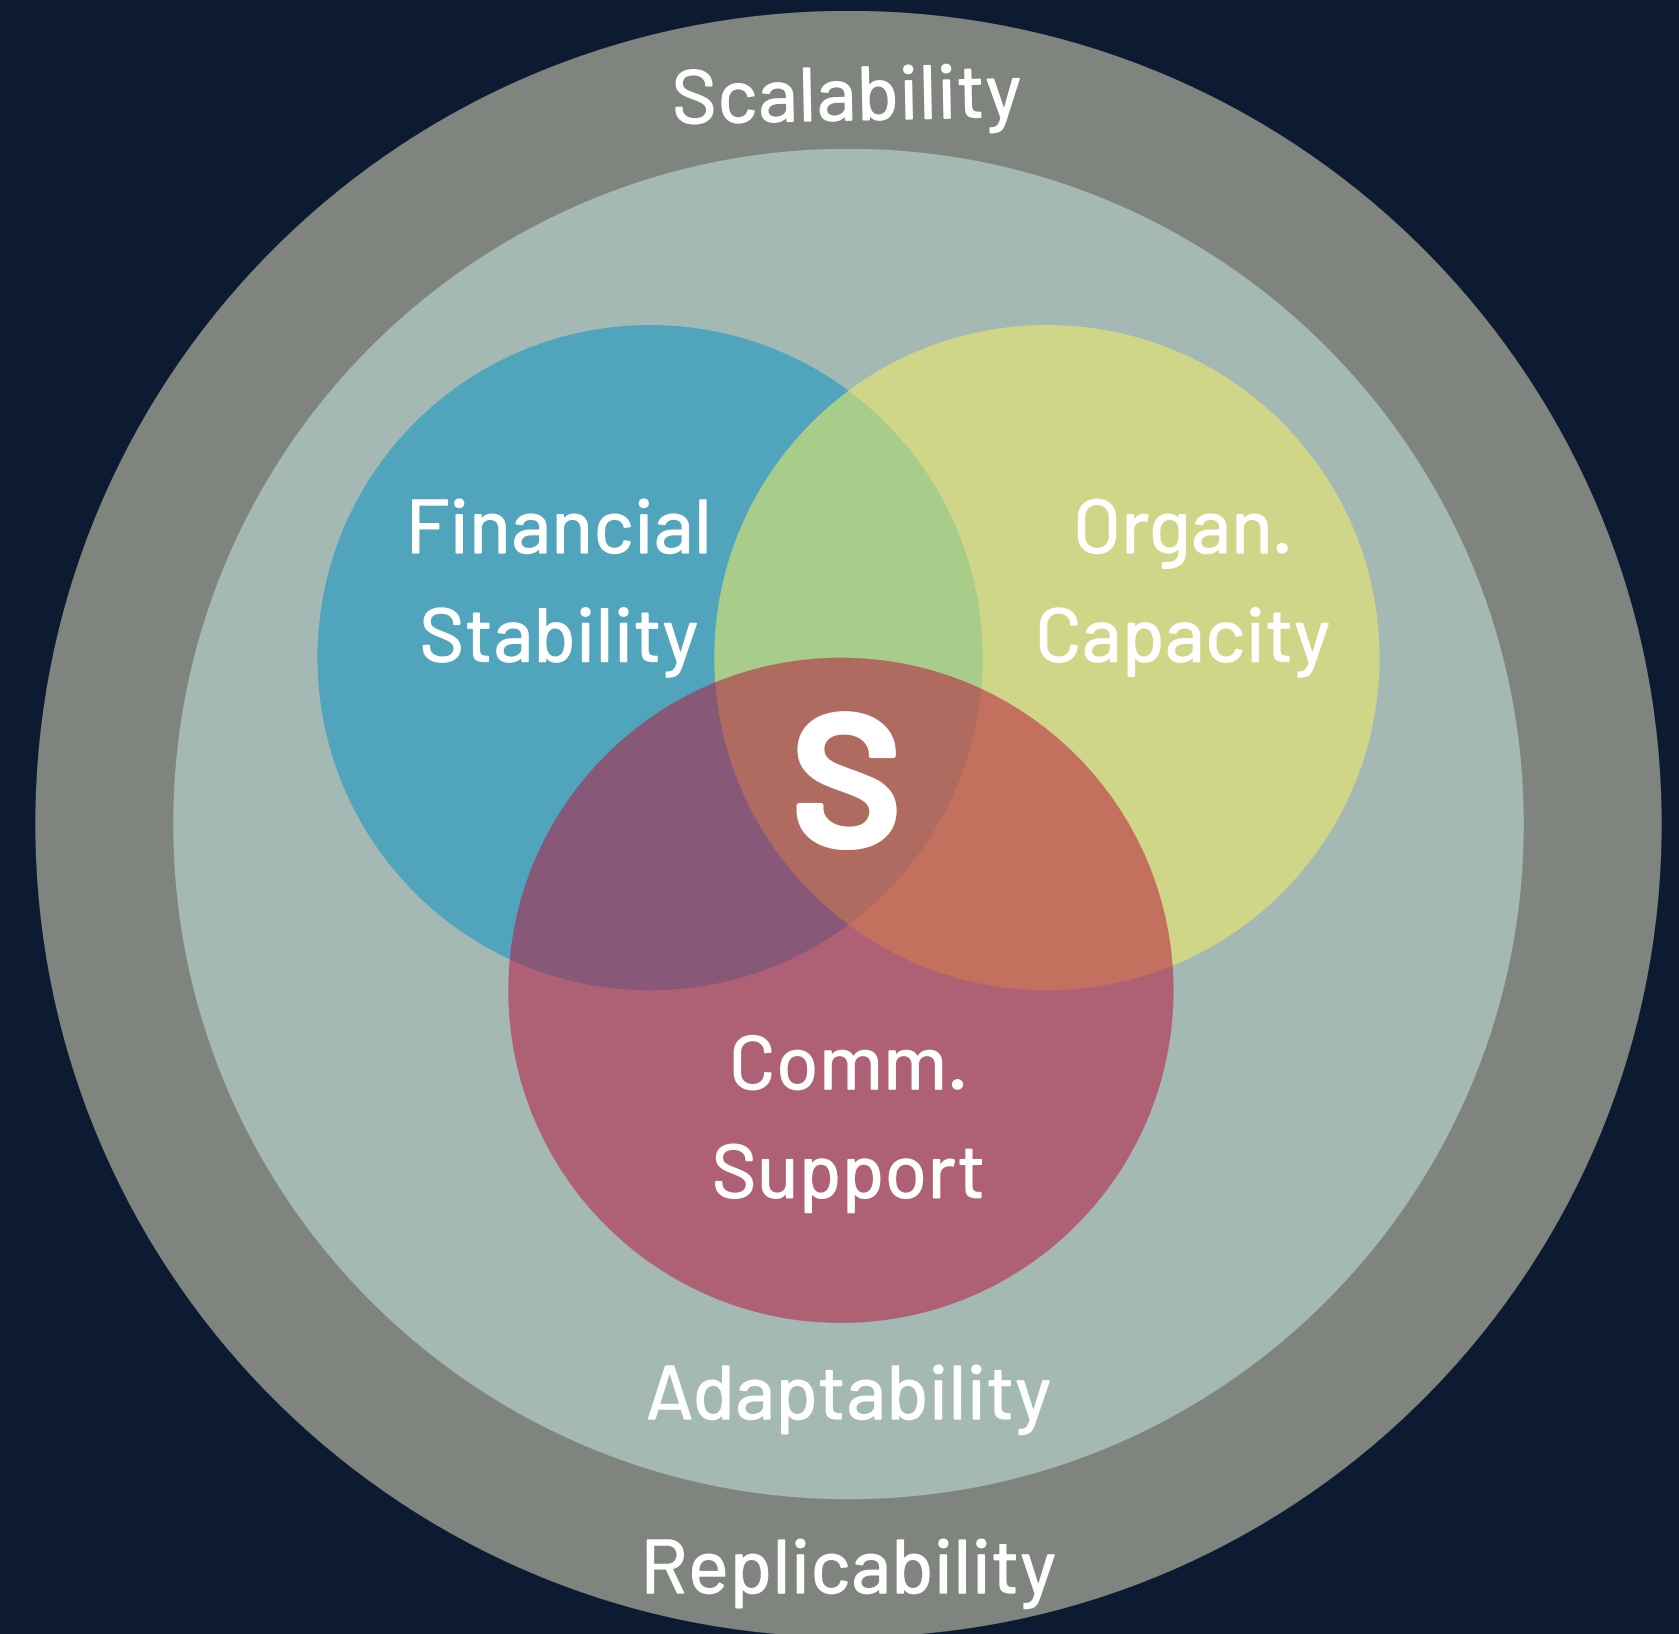 Scalability
Financial
Stability
Organ.
Capacity
S
Comm.
Support
Adaptability
Replicability